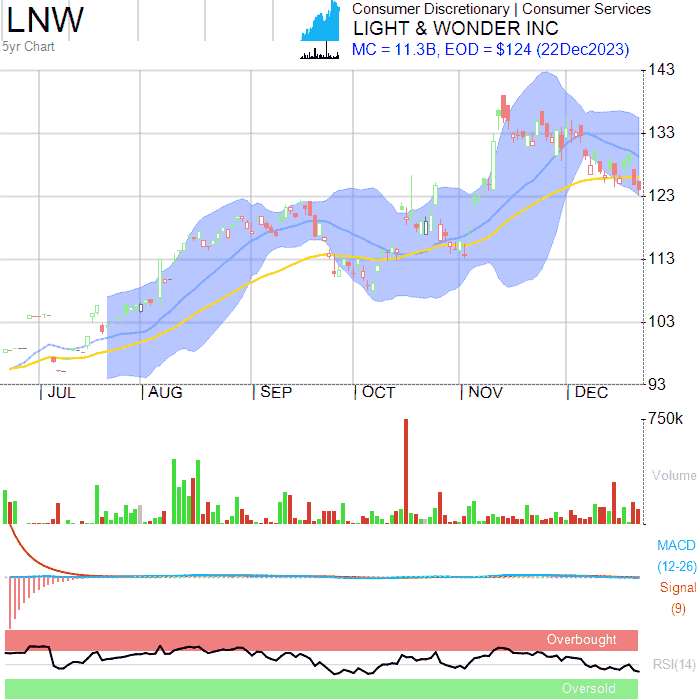 LNW
5yr Chart
Consumer Discretionary | Consumer Services
LIGHT & WONDER INC
MC = 11.3B, EOD = $124 (22Dec2023)
143
133
123
113
103
93
JUL
AUG
SEP
OCT
NOV
DEC
750k
Volume
MACD
(12-26)
Signal
(9)
Overbought
RSI(14)
Oversold